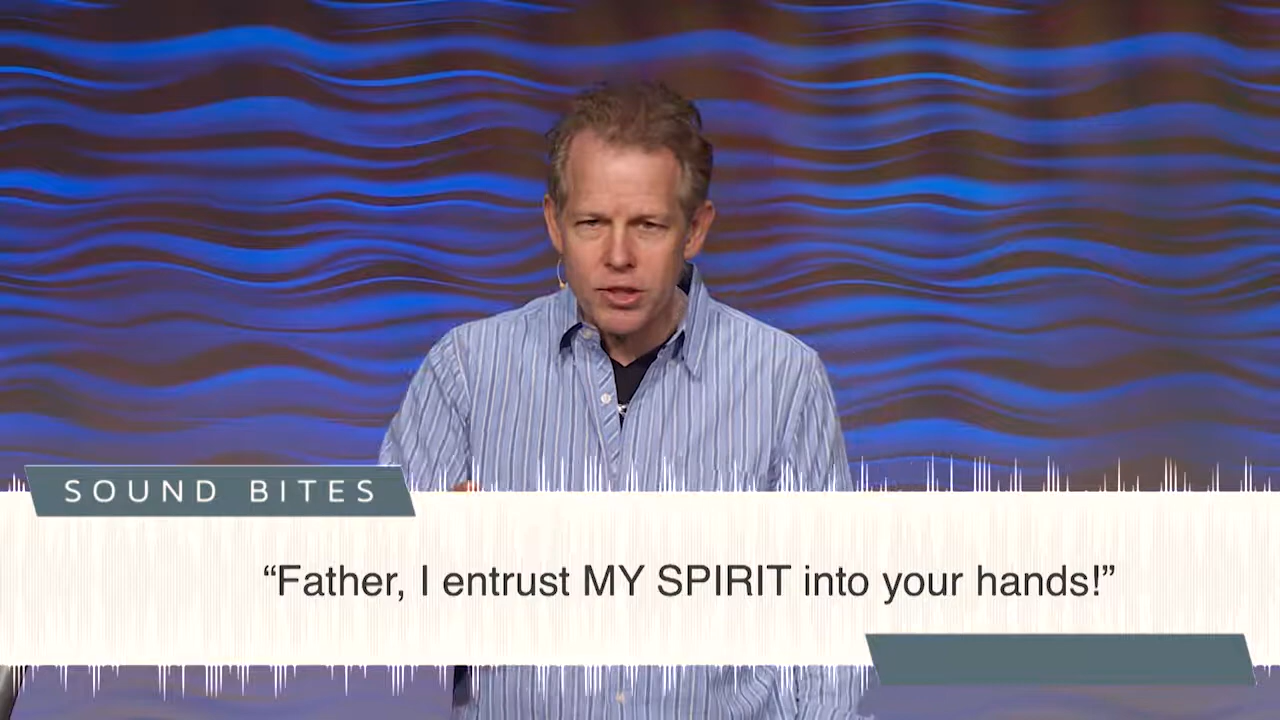 SOUND BITES
“Father, I entrust MY SPIRIT into your hands!”